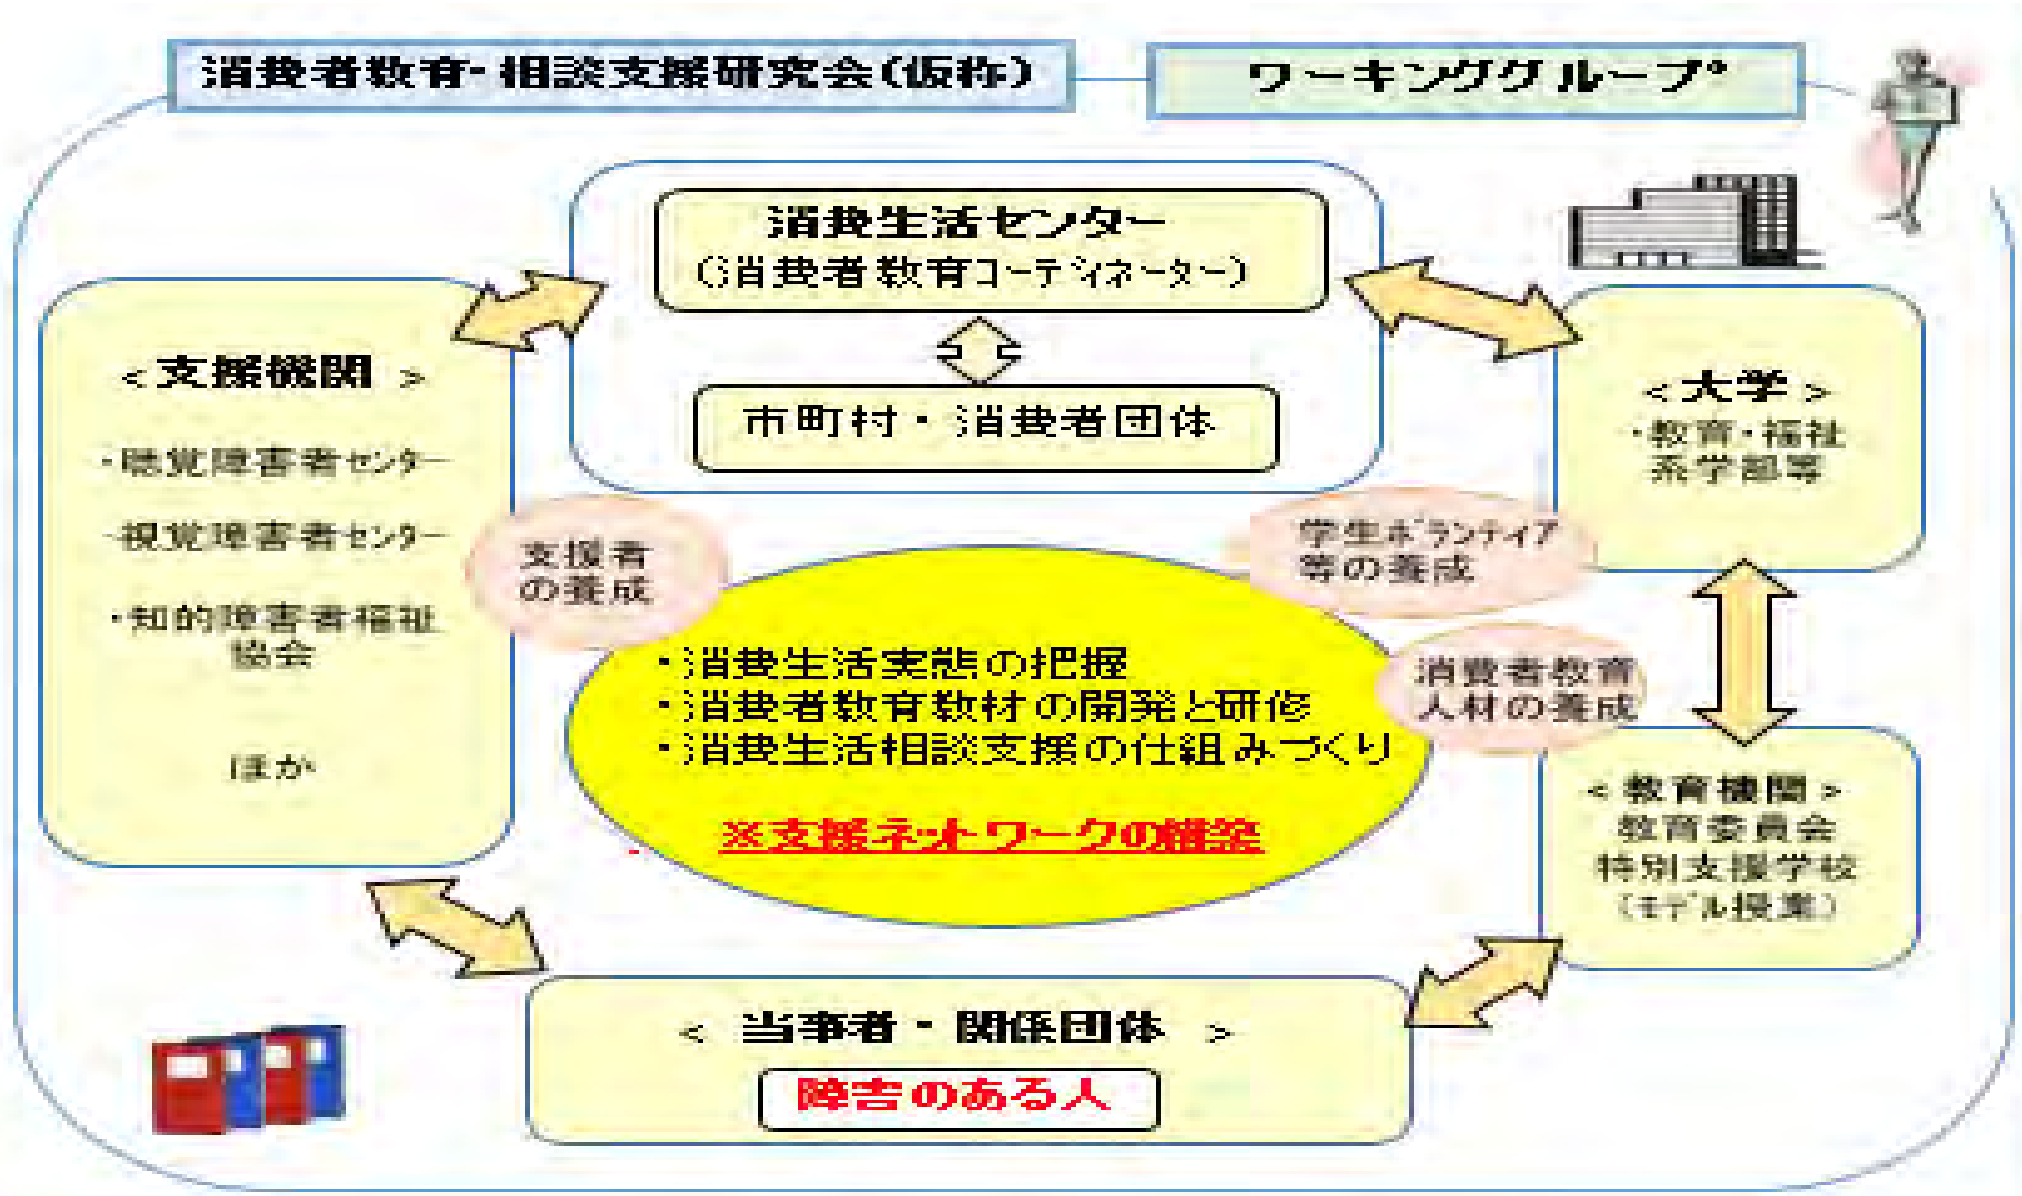 消費者教育・相談支援研究会(仮称)
ワーキンググループ
消費生活センター
(消費者教育コーディネーター)
市町村・消費者団体
<支援機関>
・聴覚障害者センター
・視覚障害者センター
・知的障害者福祉
協会
ほか
<大学>
・教育・福祉
系学部等
支援者
の養成
学生ボランティア
等の養成
消費者教育
人材の養成
・消費生活実態の把握
・消費者教育教材の開発と研修
・消費生活相談支援の仕組みづくり
※支援ネットワークの構築
<教育機関>
教育委員会
特別支援学校
(モデル授業)
<当事者・関係団体>
障害のある人